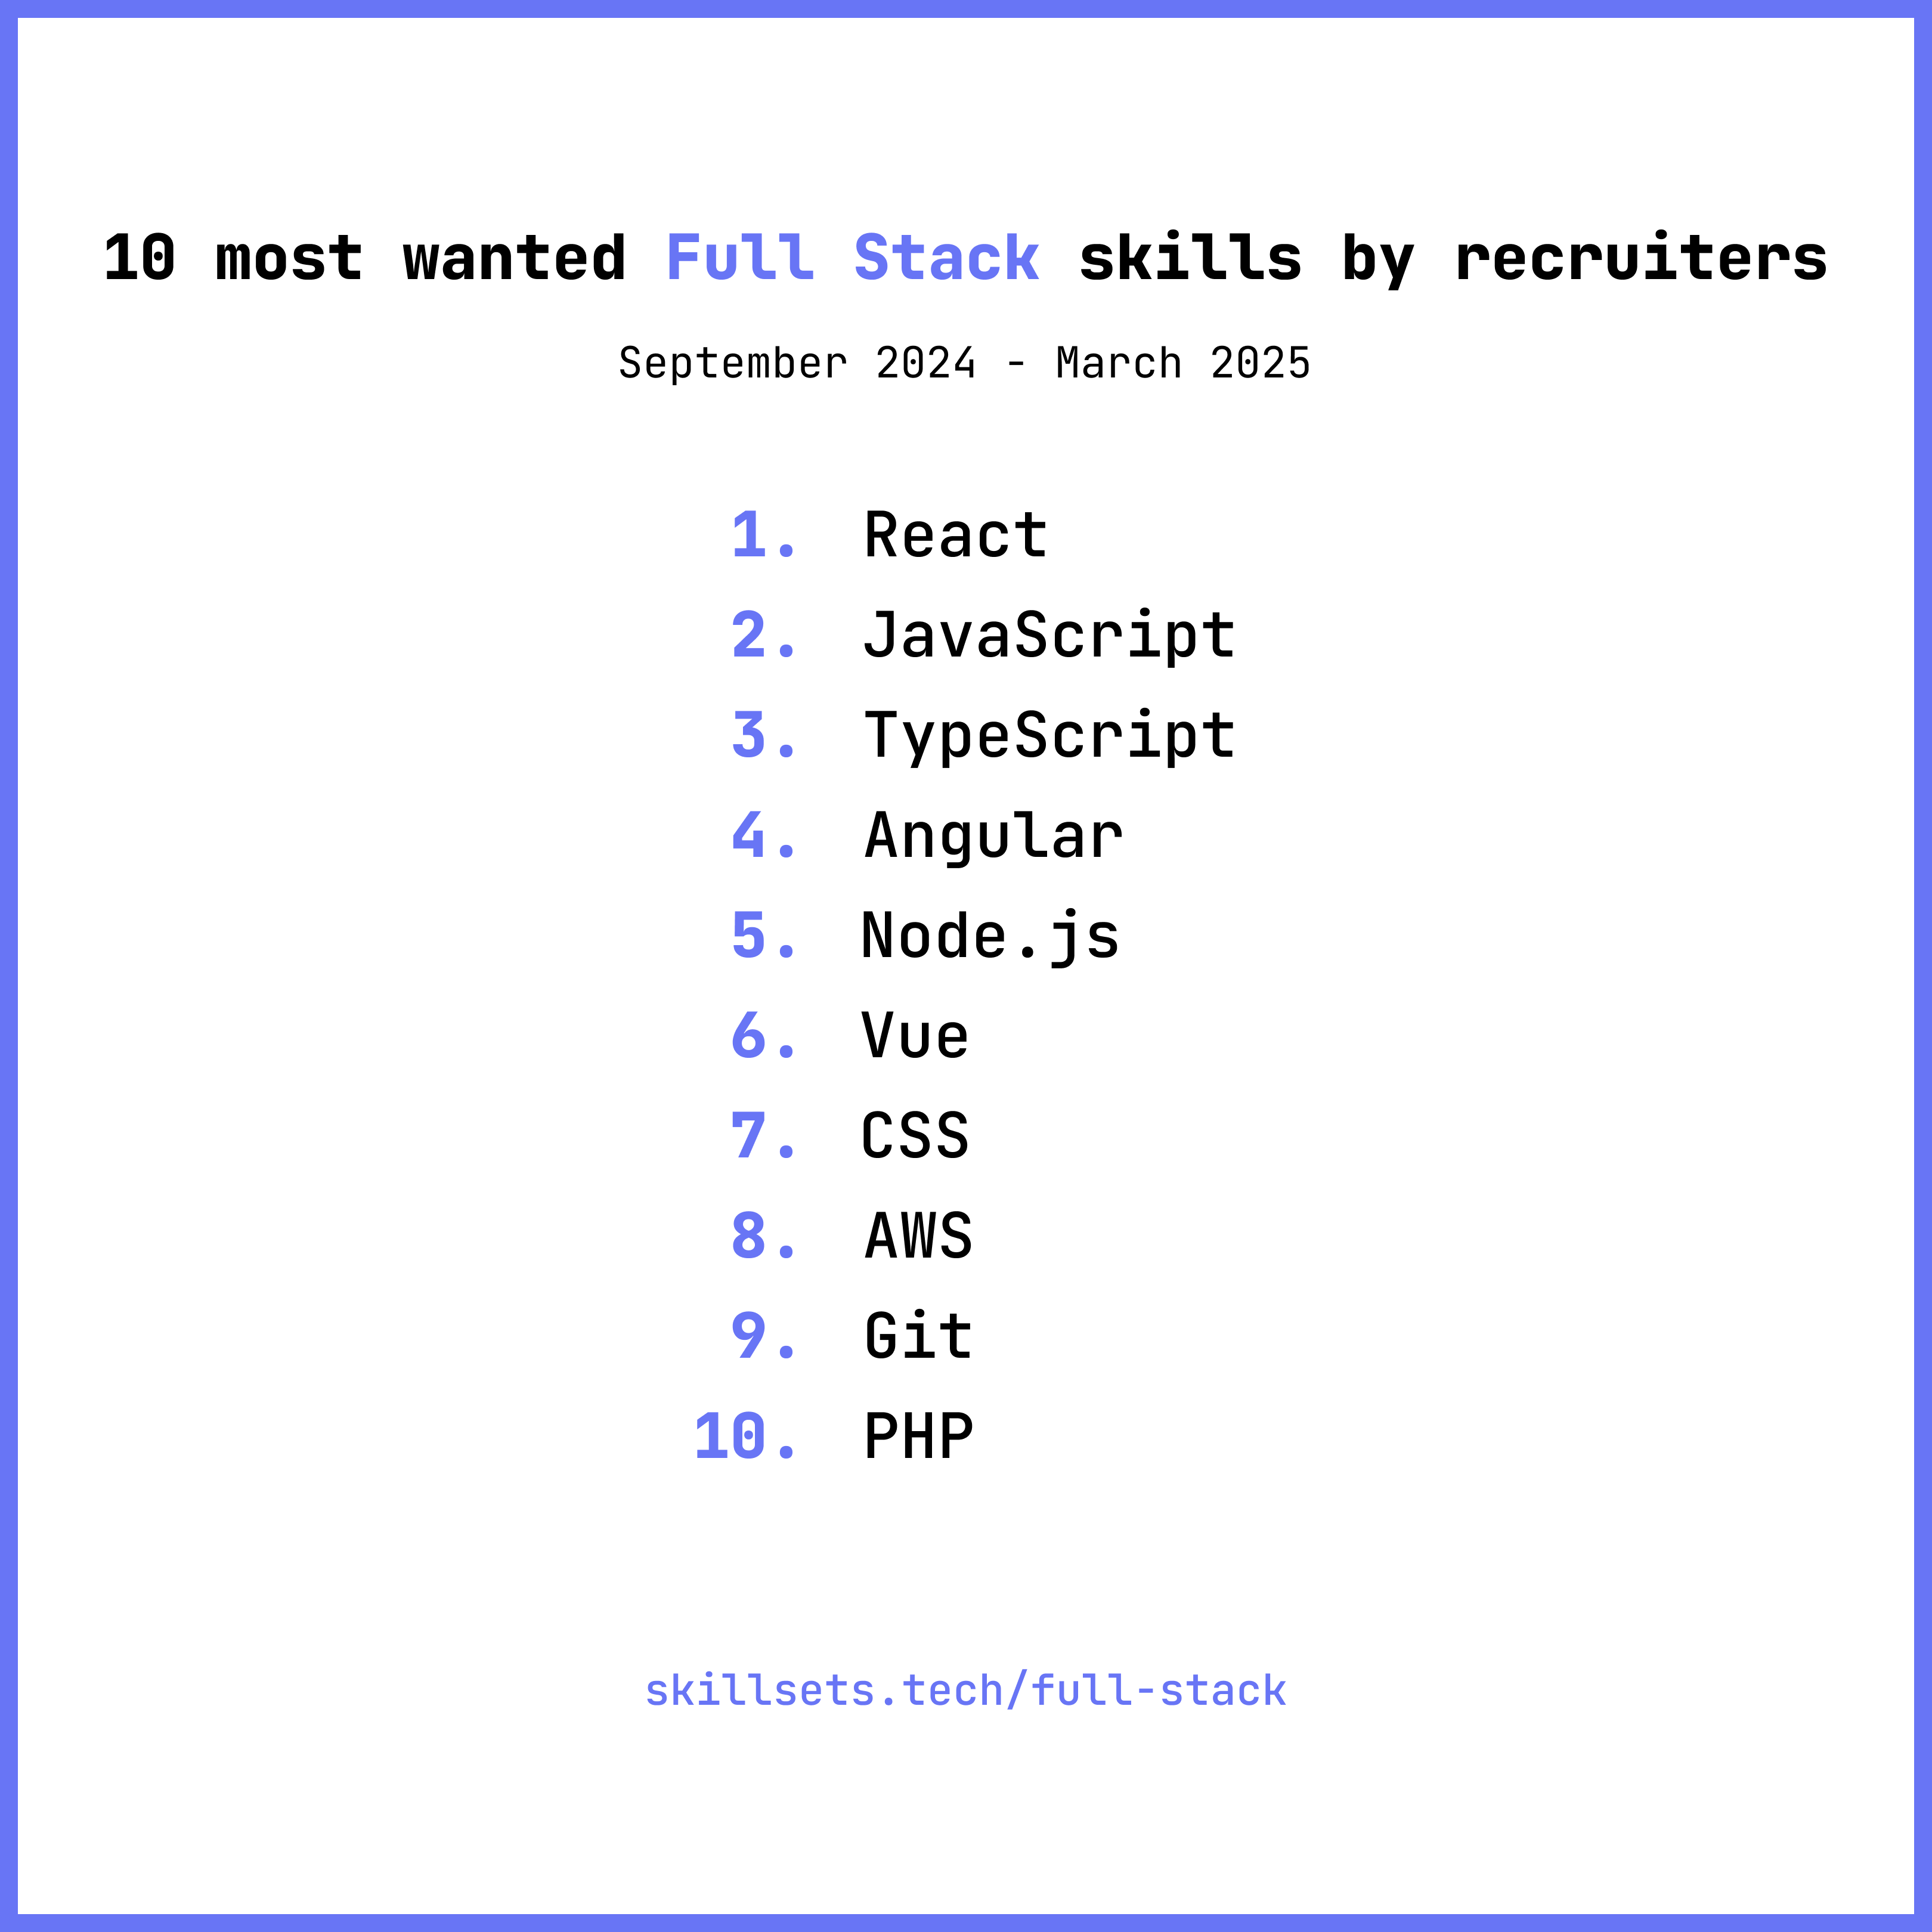 10 most wanted Full Stack skills by recruiters
September 2024 - March 2025
1. React
2. JavaScript
3. TypeScript
4. Angular
5. Node.js
6. Vue
7. CSS
8. AWS
9. Git
10. PHP
skillsets.tech/full-stack